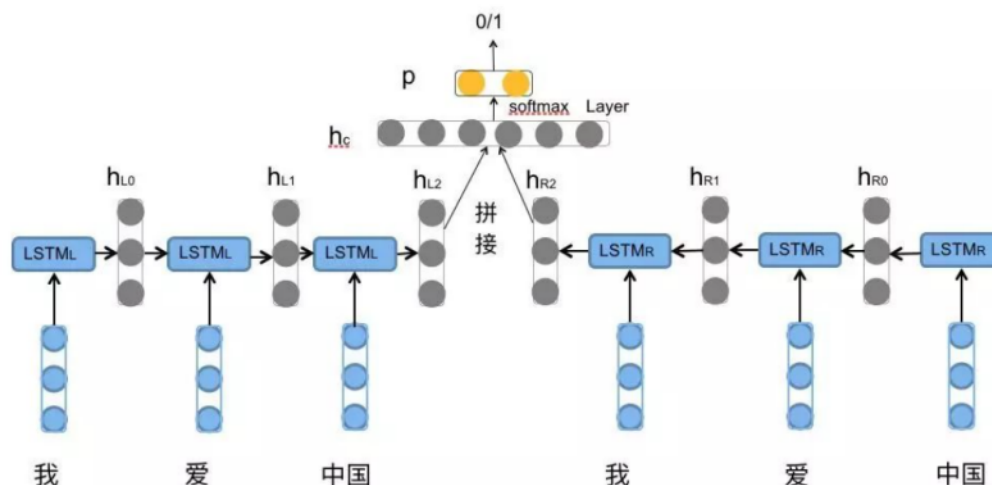 0/1
p
softmax Layer
hc
hL0 hL1 hL2 hR2 hR1 hR0
拼
接
LSTML LSTML LSTML LSTMR LSTMR LSTMR
我 爱 中国 我 爱 中国